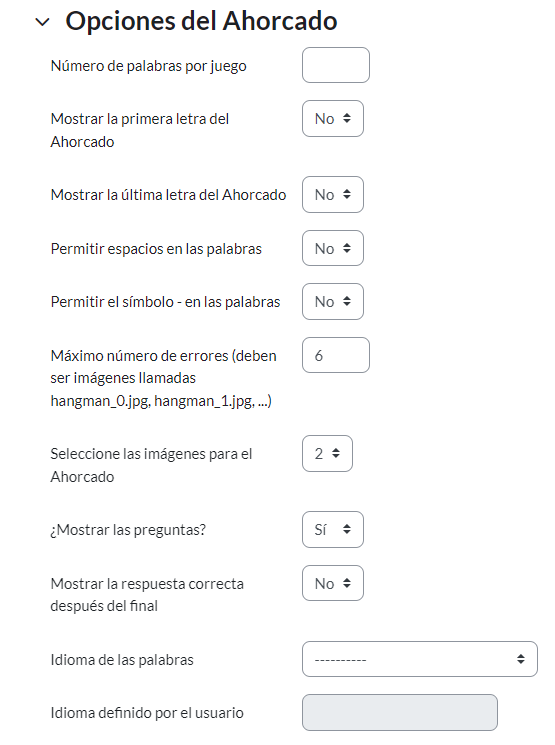 Opciones del Ahorcado
Número de palabras por juego
Mostrar la primera letra del
Ahorcado
No
Mostrar la última letra del Ahorcado
No
Permitir espacios en las palabras
No
Permitir el símbolo - en las palabras
No
Máximo número de errores (deben
ser imágenes llamadas
hangman_0.jpg, hangman_1.jpg, ...)
6
Seleccione las imágenes para el
Ahorcado
2
¿Mostrar las preguntas?
Sí
Mostrar la respuesta correcta
después del final
No
Idioma de las palabras
----------
Idioma definido por el usuario